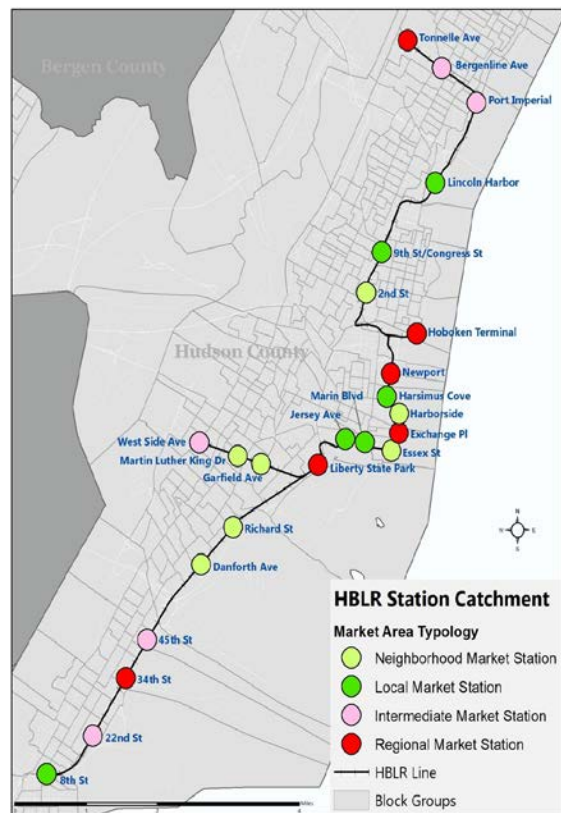 Tonnelle Ave
Bergen County
Bergenline Ave
Port Imperial
Lincoln Harbor
9th St/Congress St
2nd St
Hoboken Terminal
Hudson County
Newport
Marin Blvd
Harsimus Cove
Jersey Ave
Harborside
West Side Ave
Exchange Pl
Martin Luther King Dr
Essex St
Garfield Ave
Liberty State Park
Richard St
N
N S
S
Danforth Ave
HBLR Station Catchment
Market Area Typology
45th St
Neighborhood Market Station
34th St
Local Market Station
Intermediate Market Station
22nd St
Regional Market Station
8th St
HBLR Line
Miles
Block Groups